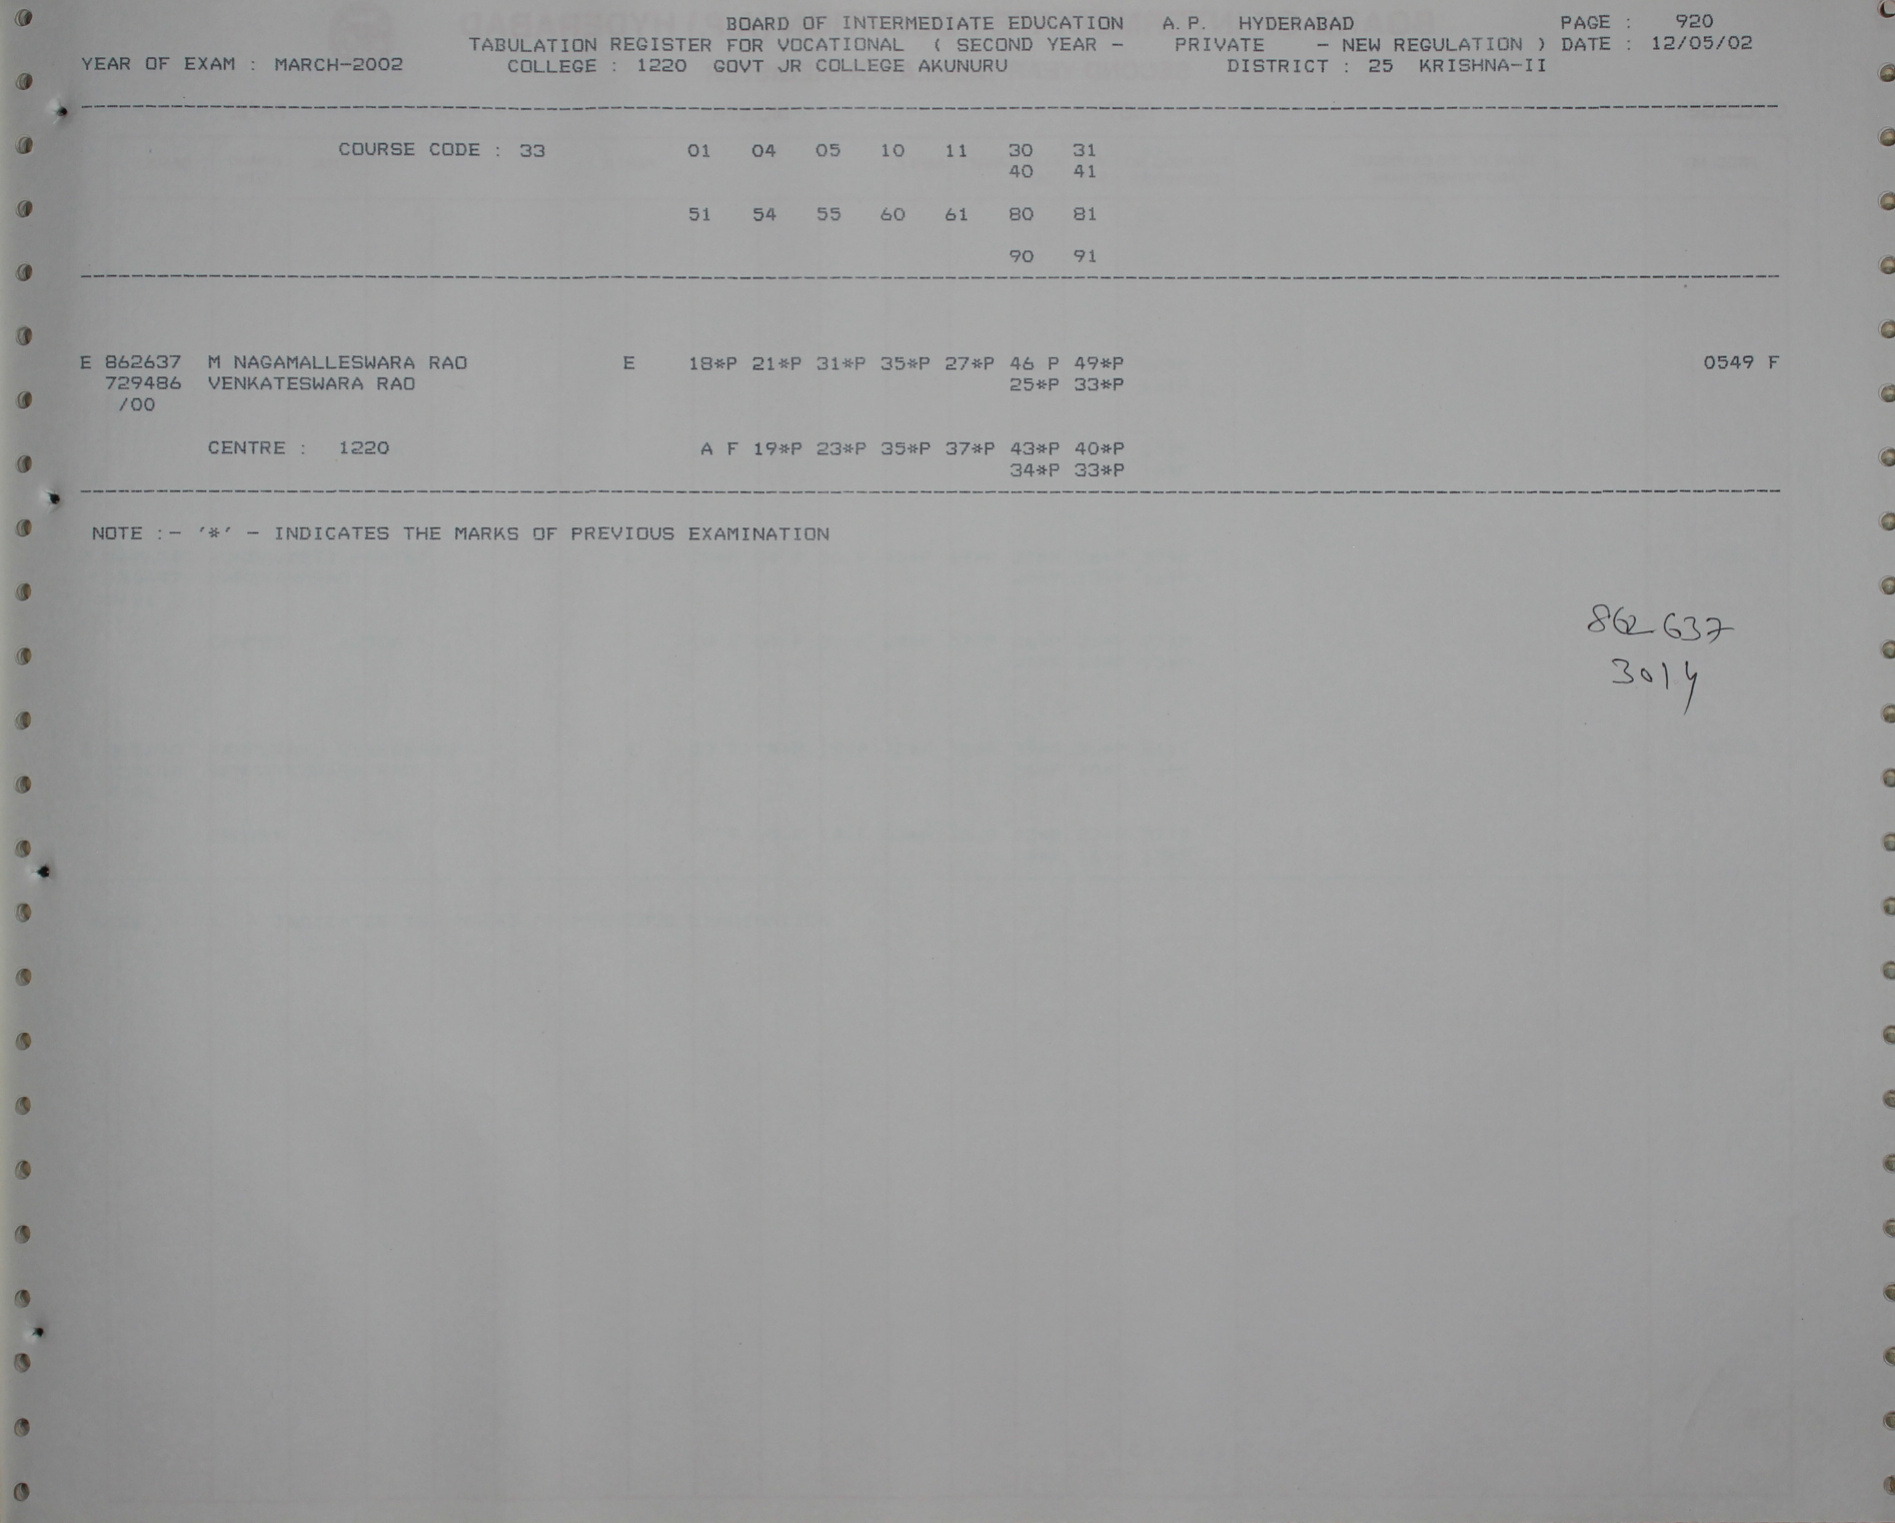 BOARD OF INTERMEDIATE EDUCATION A.P. HYDERABAD PAGE : 920
TABULATION REGISTER FOR VOCATIONAL ( SECOND YEAR - PRIVATE - NEW REGULATION ) DATE : 12/05/02
YEAR OF EXAM : MARCH-2002 COLLEGE : 1220 GOVT JR COLLEGE AKUNURU DISTRICT : 25 KRISHNA-II
COURSE CODE : 33 01 04 05 10 11 30 31
40 41
51 54 55 60 61 80 81
90 91
E 862637 M NAGAMALLESWARA RAO E 18*P 21*P 31*P 35*P 27*P 46 P 49*P 0549 F
729486 VENKATESWARA RAO 25*P 33*P
/00
CENTRE : 1220 A F 19*P 23*P 35*P 37*P 43*P 40*P
34*P 33*P
NOTE :- '*' - INDICATES THE MARKS OF PREVIOUS EXAMINATION
862637
3014